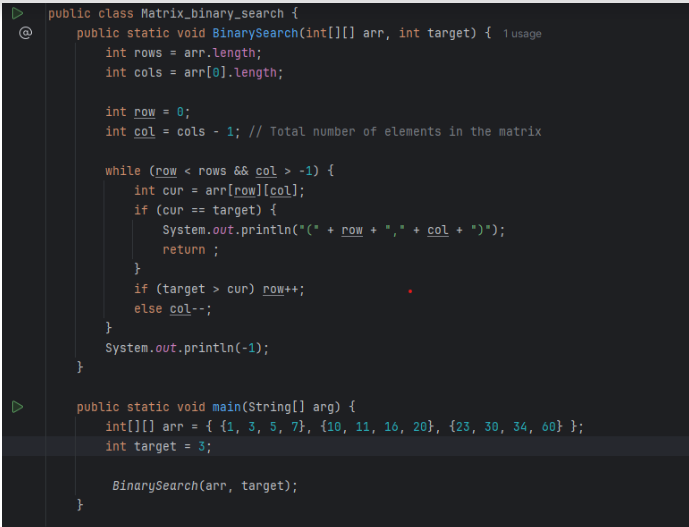 public class Matrix_binary_search {
@
    public static void BinarySearch(int[][] arr, int target) {  1 usage
        int rows = arr.length;
        int cols = arr[0].length;

        int row = 0;
        int col = cols - 1; // Total number of elements in the matrix

        while (row < rows && col > -1) {
            int cur = arr[row][col];
            if (cur == target) {
                System.out.println("(" + row + "," + col + ")");
                return ;
            }
            if (target > cur) row++;
            else col--;
        }
        System.out.println(-1);
    }

    public static void main(String[] arg) {
        int[][] arr = { {1, 3, 5, 7}, {10, 11, 16, 20}, {23, 30, 34, 60} };
        int target = 3;

         BinarySearch(arr, target);
    }